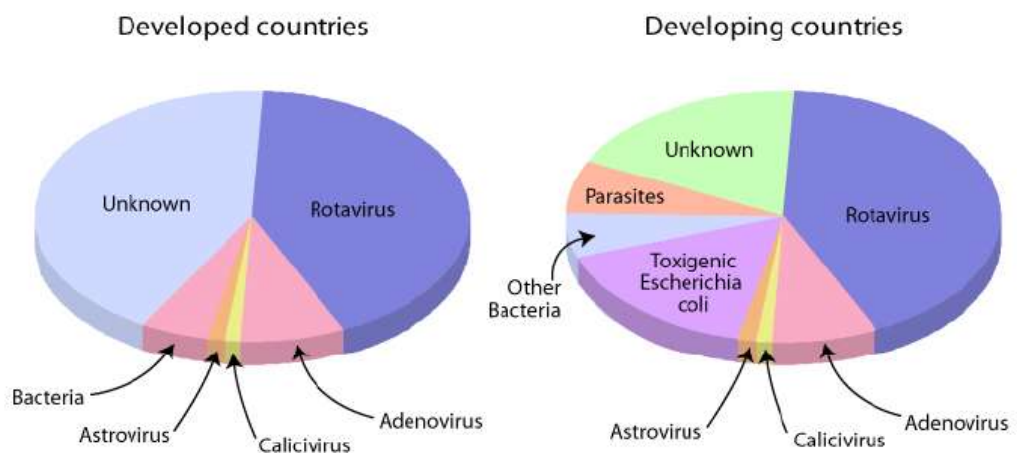 Developed countries
Unknown
Rotavirus
Bacteria
Astrovirus
Calicivirus
Adenovirus
Developing countries
Unknown
Parasites
Rotavirus
Other
Bacteria
Toxigenic
Escherichia
coli
Astrovirus
Calicivirus
Adenovirus